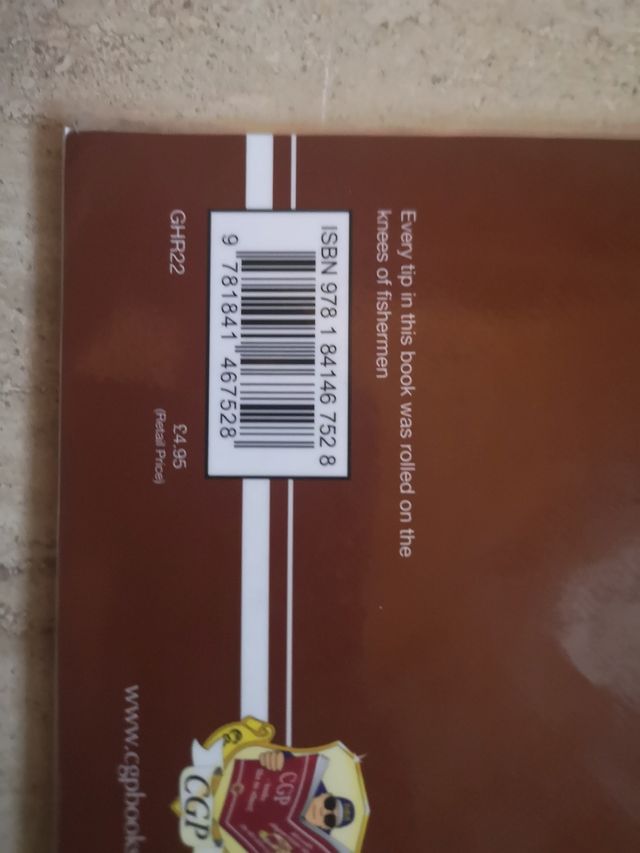 Every tip in this book was rolled on the
knees of fishermen
ISBN 978 1 84146 752 8
9 781841 467528
GHR22
£4.95
(Retail Price)
www.cgpbooks
CGP
CGP